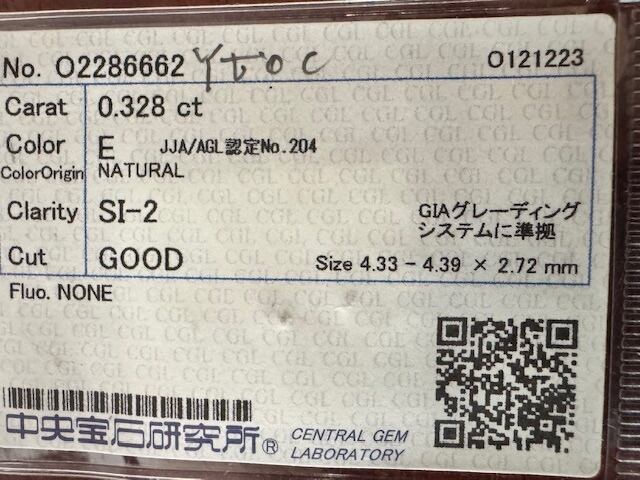 No. O2286662 O121223
Carat 0.328 ct
Color E JJA/AGL認定No.204
ColorOrigin NATURAL
Clarity SI-2 GIAグレーディング
システムに準拠
Cut GOOD Size 4.33 - 4.39 × 2.72 mm
Fluo. NONE
中央宝石研究所® CENTRAL GEM
LABORATORY